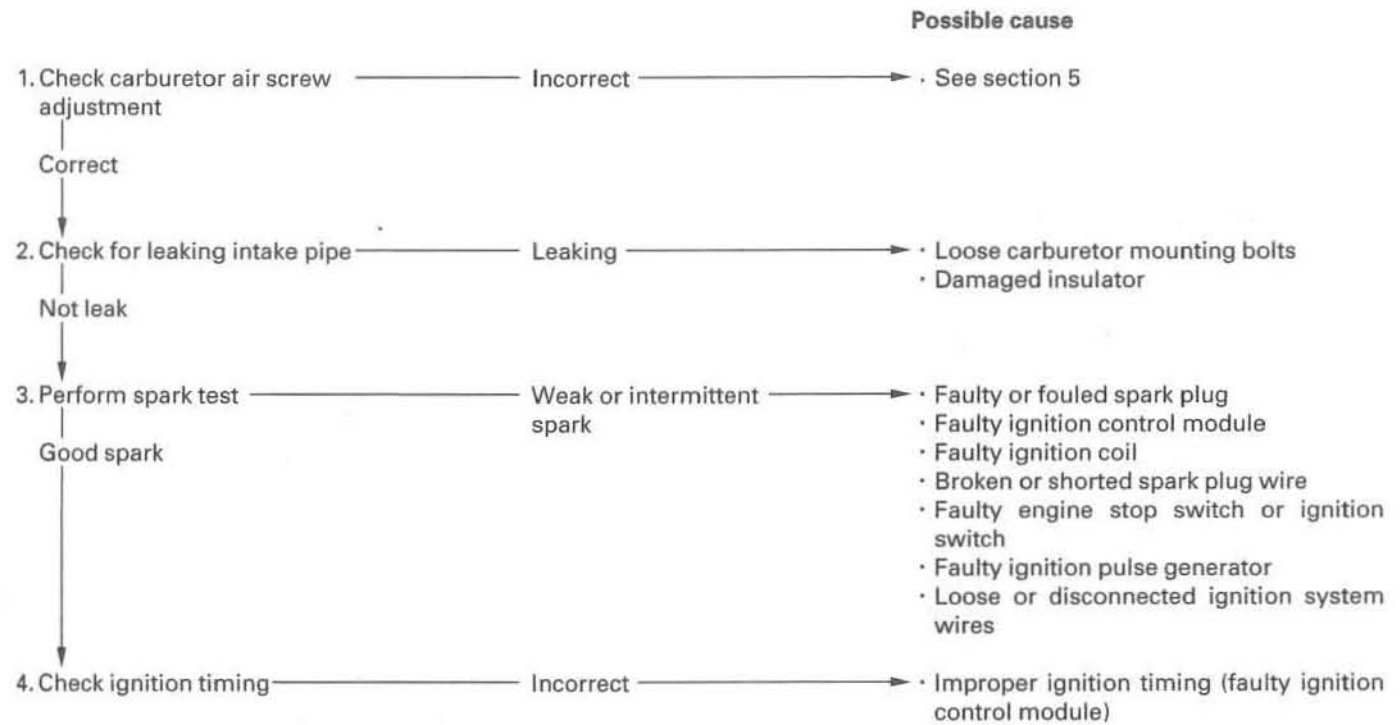 Possible cause
1. Check carburetor air screw Incorrect · See section 5
adjustment
Correct
2. Check for leaking intake pipe Leaking · Loose carburetor mounting bolts
· Damaged insulator
Not leak
3. Perform spark test Weak or intermittent · Faulty or fouled spark plug
spark · Faulty ignition control module
Good spark · Faulty ignition coil
· Broken or shorted spark plug wire
· Faulty engine stop switch or ignition
switch
· Faulty ignition pulse generator
· Loose or disconnected ignition system
wires
4. Check ignition timing Incorrect · Improper ignition timing (faulty ignition
control module)